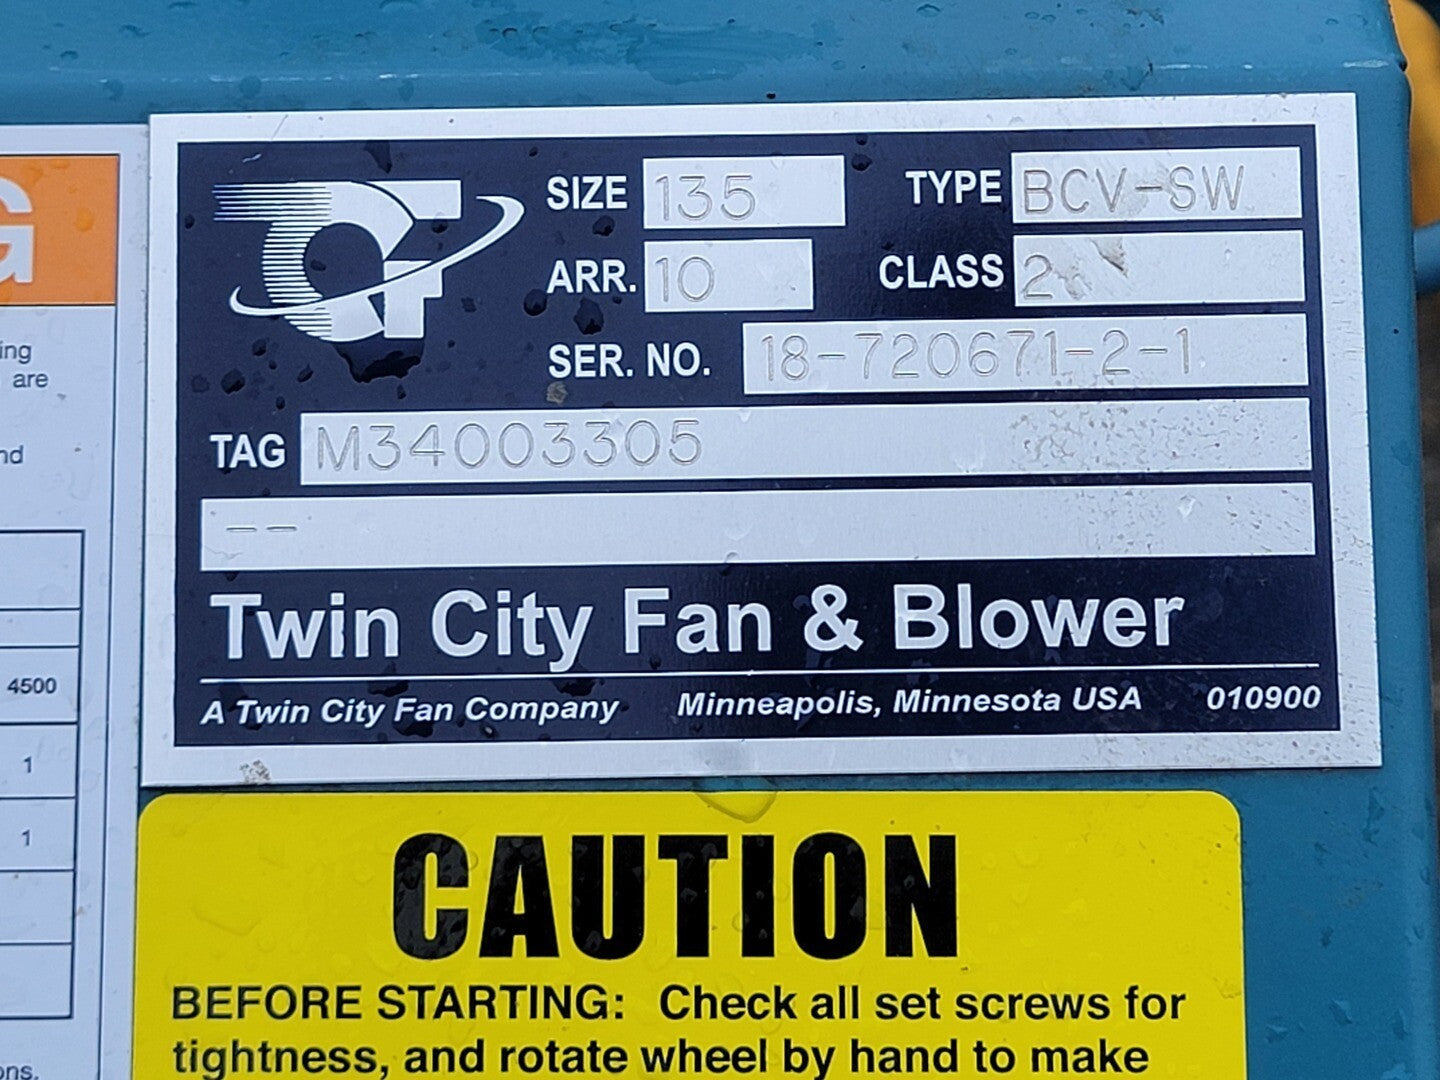 G
ing
are
nd
4500
1
1
ons.
TCF
SIZE 135 TYPE BCV-SW
ARR. 10 CLASS 2
SER. NO. 18-720671-2-1
TAG M34003305
--
Twin City Fan & Blower
A Twin City Fan Company Minneapolis, Minnesota USA 010900
CAUTION
BEFORE STARTING: Check all set screws for
tightness, and rotate wheel by hand to make